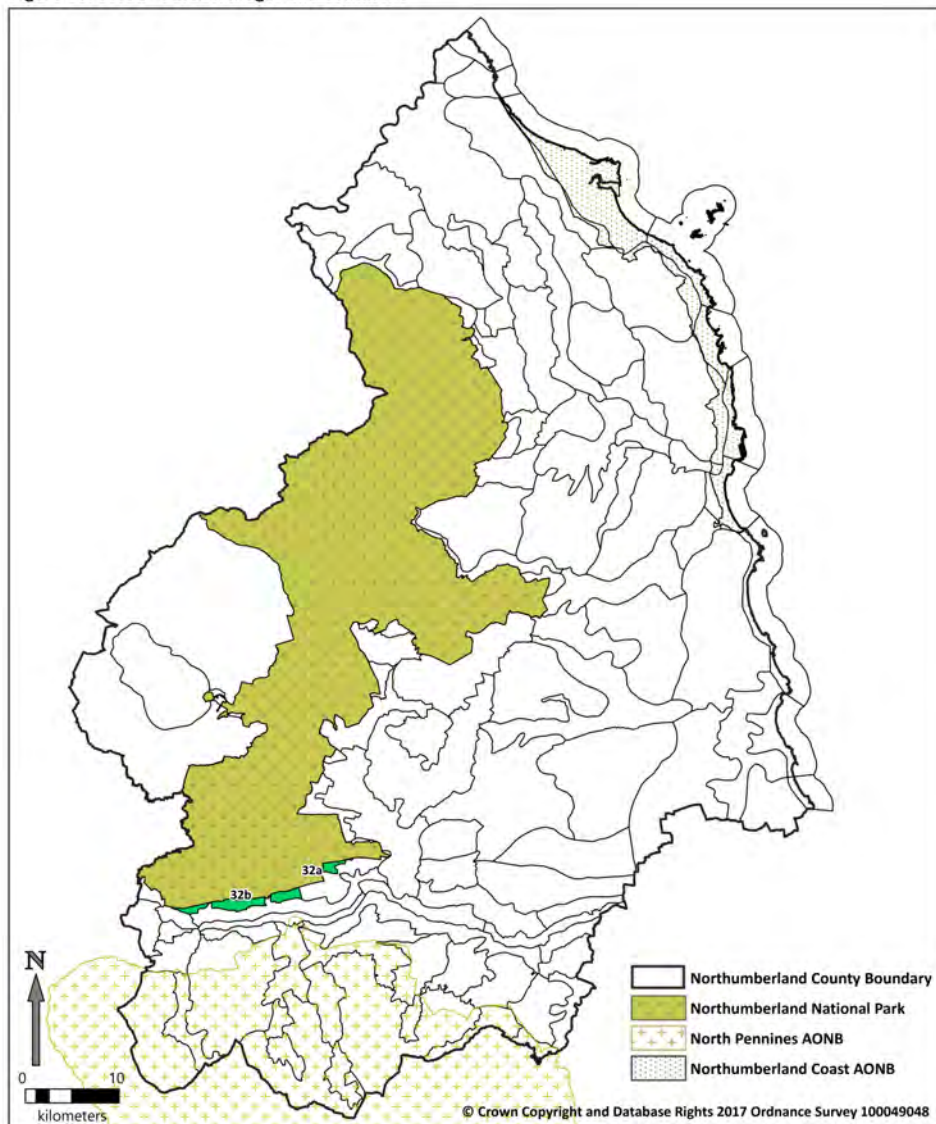 32a
32b
N
0 10
kilometers
Northumberland County Boundary
Northumberland National Park
North Pennines AONB
Northumberland Coast AONB
© Crown Copyright and Database Rights 2017 Ordnance Survey 100049048